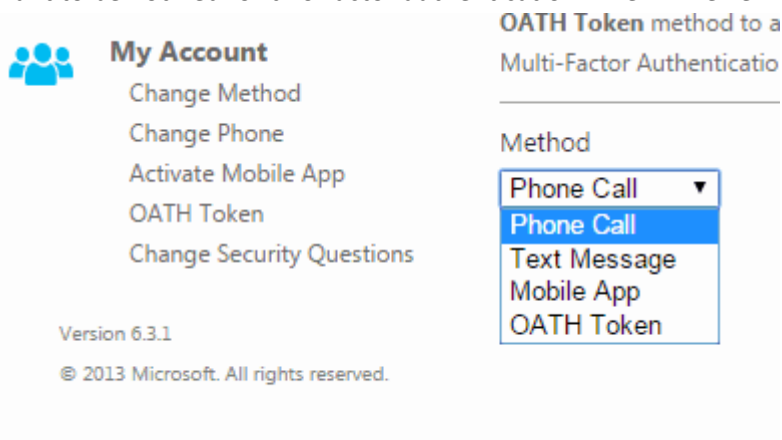 OATH Token method to a
My Account
Multi-Factor Authenticatio
Change Method
Change Phone
Activate Mobile App
OATH Token
Change Security Questions
Version 6.3.1
© 2013 Microsoft. All rights reserved.
Method
Phone Call
Phone Call
Text Message
Mobile App
OATH Token